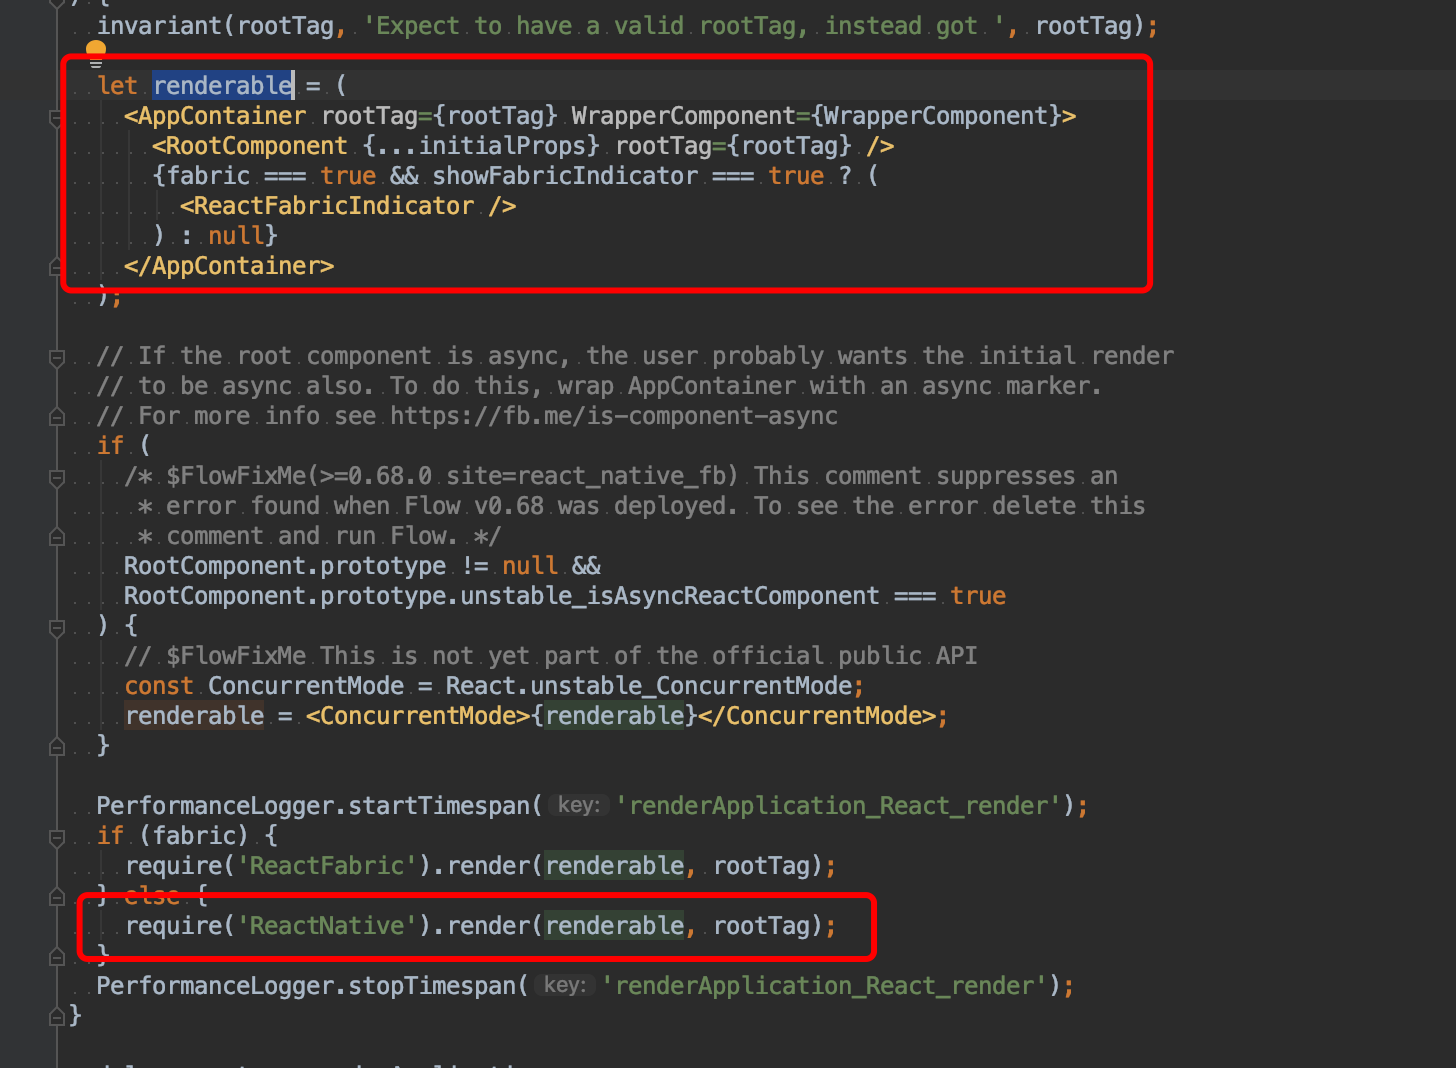 ) {
invariant(rootTag, 'Expect to have a valid rootTag, instead got ', rootTag);
let renderable = (
<AppContainer rootTag={rootTag} WrapperComponent={WrapperComponent}>
<RootComponent {...initialProps} rootTag={rootTag} />
{fabric === true && showFabricIndicator === true ? (
<ReactFabricIndicator />
) : null}
</AppContainer>
);
// If the root component is async, the user probably wants the initial render
// to be async also. To do this, wrap AppContainer with an async marker.
// For more info see https://fb.me/is-component-async
if (
/* $FlowFixMe(>=0.68.0 site=react_native_fb) This comment suppresses an
* error found when Flow v0.68 was deployed. To see the error delete this
* comment and run Flow. */
RootComponent.prototype != null &&
RootComponent.prototype.unstable_isAsyncReactComponent === true
) {
// $FlowFixMe This is not yet part of the official public API
const ConcurrentMode = React.unstable_ConcurrentMode;
renderable = <ConcurrentMode>{renderable}</ConcurrentMode>;
}
PerformanceLogger.startTimespan( key: 'renderApplication_React_render');
if (fabric) {
require('ReactFabric').render(renderable, rootTag);
} else {
require('ReactNative').render(renderable, rootTag);
}
PerformanceLogger.stopTimespan( key: 'renderApplication_React_render');
}